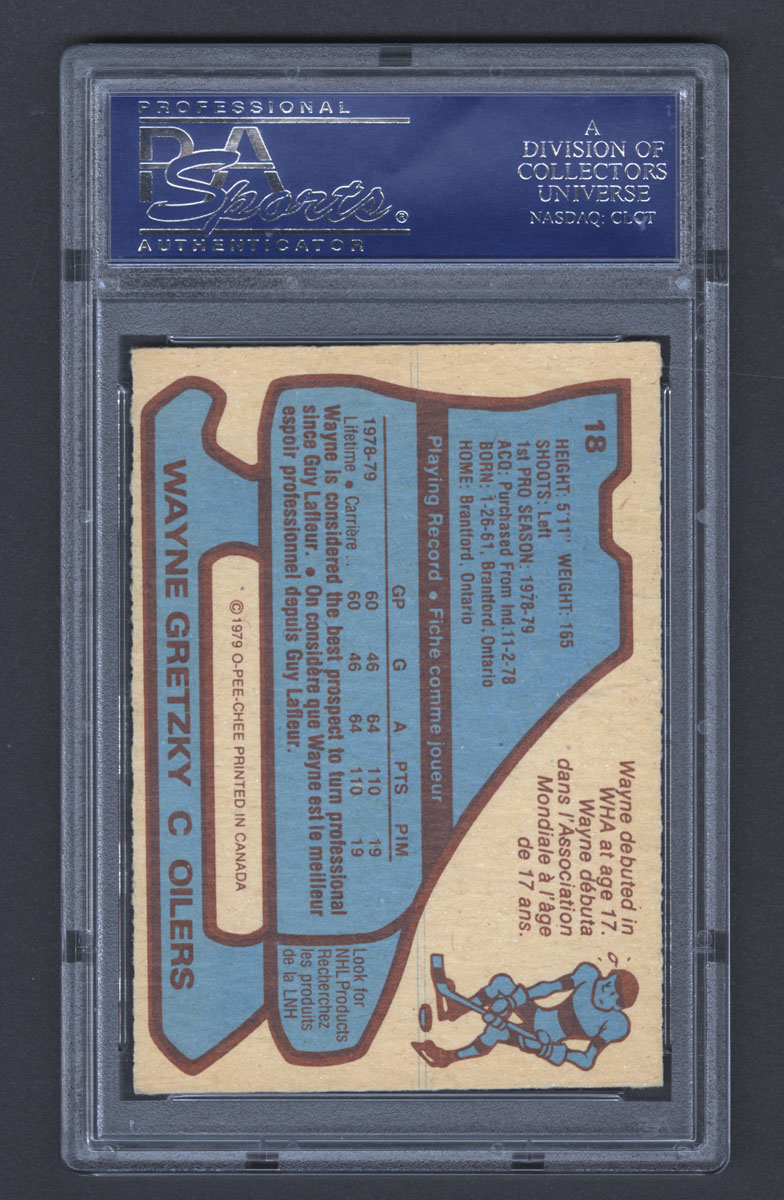 PROFESSIONAL
PSA
Sports®
AUTHENTICATOR
A
DIVISION OF
COLLECTORS
UNIVERSE
NASDAQ: CLCT
18
HEIGHT: 5'11" WEIGHT: 165
SHOOTS: Left
1st PRO SEASON: 1978-79
ACQ: Purchased From Ind. 11-2-78
BORN: 1-26-61, Brantford, Ontario
HOME: Brantford, Ontario
Wayne debuted in
WHA at age 17.
Wayne débuta
dans l'Association
Mondiale à l'âge
de 17 ans.
Playing Record • Fiche comme joueur
GP G A PTS PIM
1978-79 60 46 64 110 19
Lifetime • Carrière .. 60 46 64 110 19
Wayne is considered the best prospect to turn professional
since Guy Lafleur. • On considère que Wayne est le meilleur
espoir professionnel depuis Guy Lafleur.
Look for
NHL Products
Recherchez
les produits
de la LNH
©1979 O-PEE-CHEE PRINTED IN CANADA
WAYNE GRETZKY C OILERS